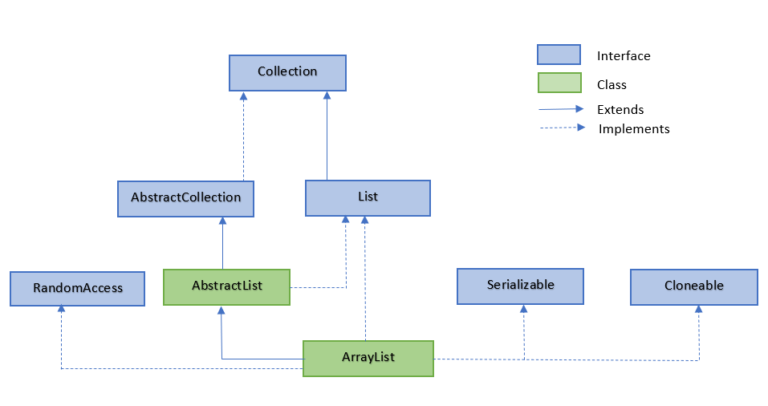 Interface
Collection
Class
Extends
Implements
AbstractCollection
List
RandomAccess
AbstractList
Serializable
Cloneable
ArrayList